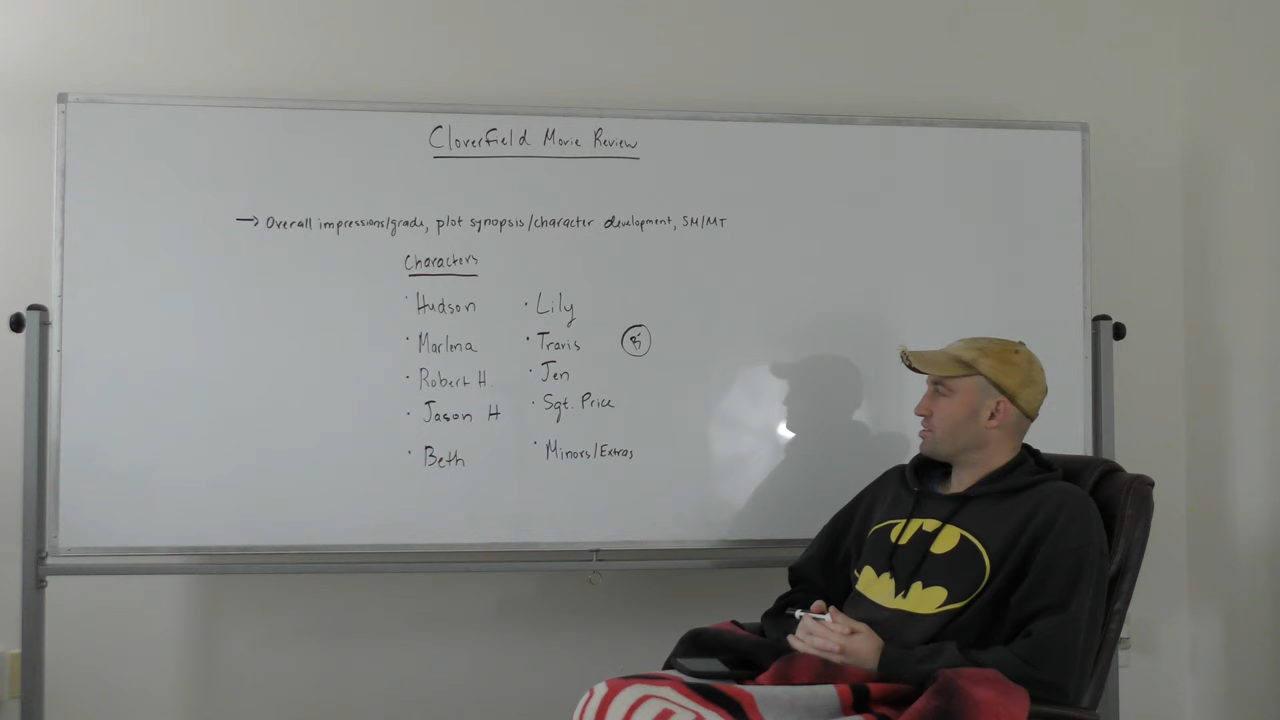 Cloverfield Movie Review
→ Overall impressions/grade, plot synopsis/character development, SM/MT
Characters
· Hudson · Lily
· Marlena · Travis
· Robert H. · Jen
· Jason H · Sgt. Price
· Beth · Minors/Extras